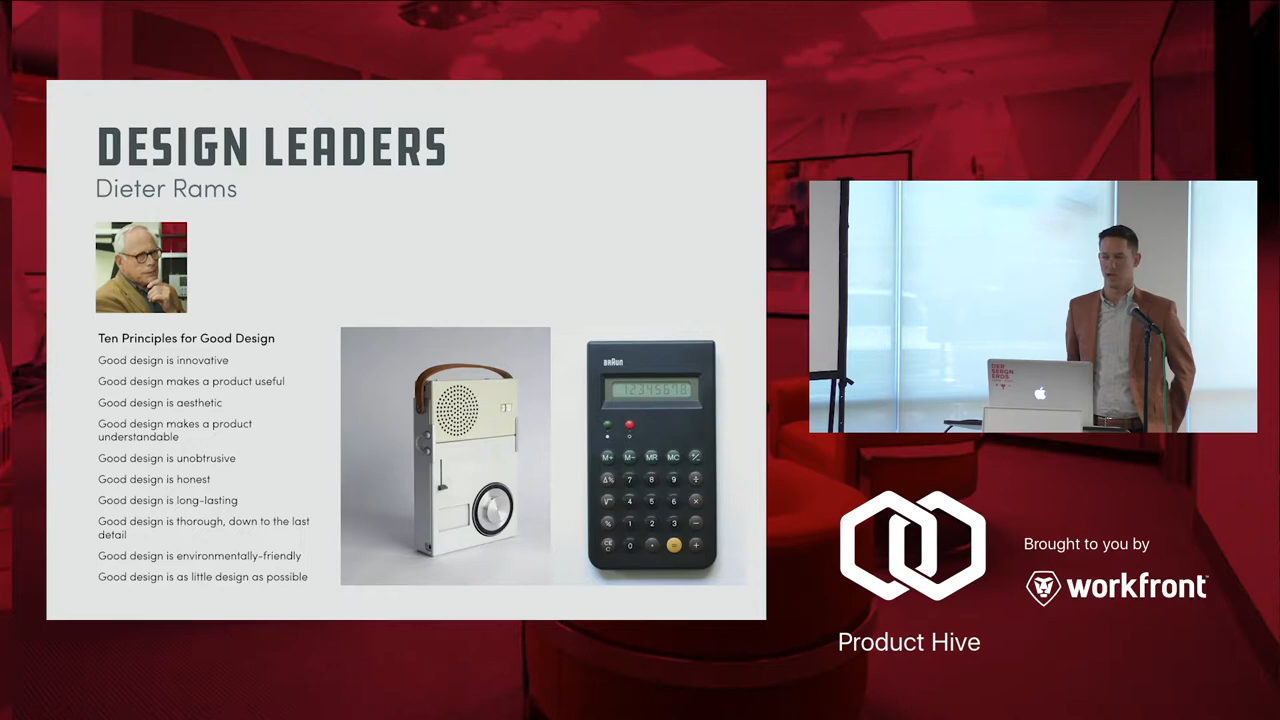 DESIGN LEADERS
Dieter Rams
Ten Principles for Good Design
Good design is innovative
Good design makes a product useful
Good design is aesthetic
Good design makes a product
understandable
Good design is unobtrusive
Good design is honest
Good design is long-lasting
Good design is thorough, down to the last
detail
Good design is environmentally-friendly
Good design is as little design as possible
BRAUN
12345678
M+ M- MR MC +/-
Δ% 7 8 9 ÷
√ 4 5 6 ×
% 1 2 3 −
CE C 0 · = +
DER
SERGN
ERDS
Product Hive
Brought to you by
workfront